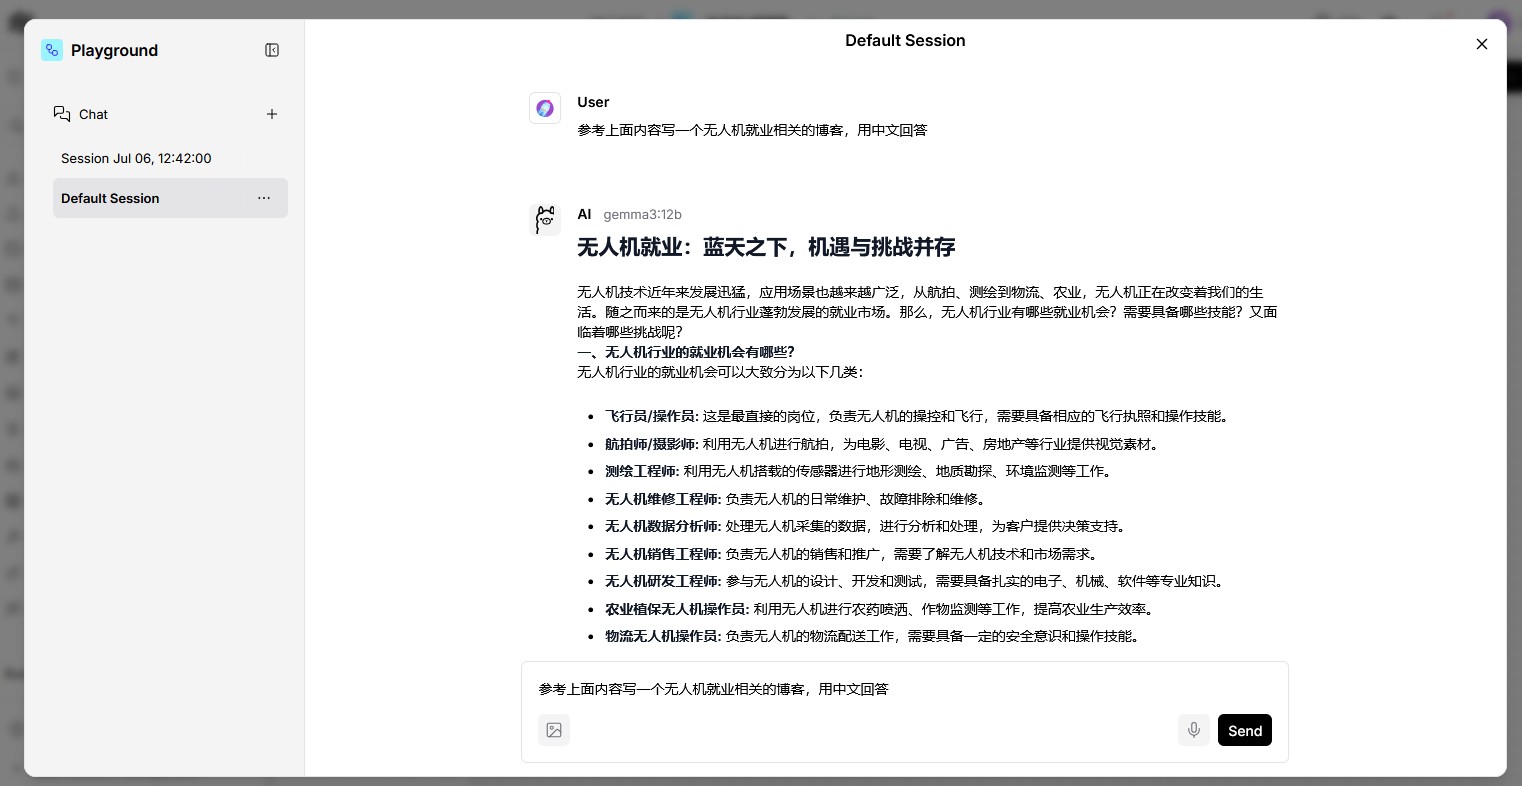 Playground
Chat
Session Jul 06, 12:42:00
Default Session
Default Session
User
参考上面内容写一个无人机就业相关的博客，用中文回答
AI gemma3:12b
无人机就业：蓝天之下，机遇与挑战并存
无人机技术近年来发展迅猛，应用场景也越来越广泛，从航拍、测绘到物流、农业，无人机正在改变着我们的生
活。随之而来的是无人机行业蓬勃发展的就业市场。那么，无人机行业有哪些就业机会？需要具备哪些技能？又面
临着哪些挑战呢？
一、无人机行业的就业机会有哪些？
无人机行业的就业机会可以大致分为以下几类：
飞行员/操作员: 这是最直接的岗位，负责无人机的操控和飞行，需要具备相应的飞行执照和操作技能。
航拍师/摄影师: 利用无人机进行航拍，为电影、电视、广告、房地产等行业提供视觉素材。
测绘工程师: 利用无人机搭载的传感器进行地形测绘、地质勘探、环境监测等工作。
无人机维修工程师: 负责无人机的日常维护、故障排除和维修。
无人机数据分析师: 处理无人机采集的数据，进行分析和处理，为客户提供决策支持。
无人机销售工程师: 负责无人机的销售和推广，需要了解无人机技术和市场需求。
无人机研发工程师: 参与无人机的设计、开发和测试，需要具备扎实的电子、机械、软件等专业知识。
农业植保无人机操作员: 利用无人机进行农药喷洒、作物监测等工作，提高农业生产效率。
物流无人机操作员: 负责无人机的物流配送工作，需要具备一定的安全意识和操作技能。
参考上面内容写一个无人机就业相关的博客，用中文回答
Send